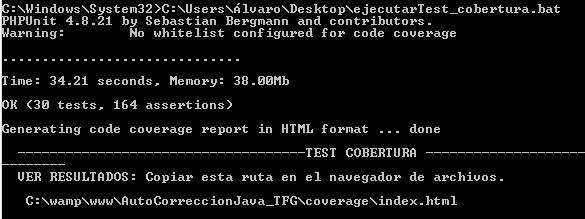 C:\Windows\System32>C:\Users\Álvaro\Desktop\ejecutarTest_cobertura.bat
PHPUnit 4.8.21 by Sebastian Bergmann and contributors.
Warning:       No whitelist configured for code coverage
..............................
Time: 34.21 seconds, Memory: 38.00Mb
OK (30 tests, 164 assertions)
Generating code coverage report in HTML format ... done
-------------------------------------TEST COBERTURA ----------------------------
VER RESULTADOS: Copiar esta ruta en el navegador de archivos.
C:\wamp\www\AutoCorreccionJava_TFG\coverage\index.html